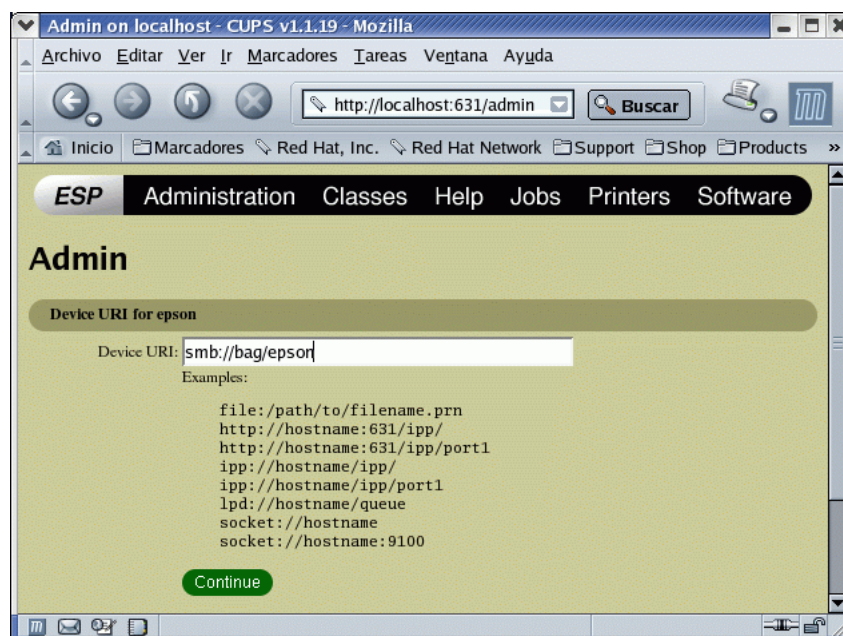 Admin on localhost - CUPS v1.1.19 - Mozilla
Archivo Editar Ver Ir Marcadores Tareas Ventana Ayuda
http://localhost:631/admin Buscar
Inicio Marcadores Red Hat, Inc. Red Hat Network Support Shop Products »
ESP Administration Classes Help Jobs Printers Software
Admin
Device URI for epson
Device URI: smb://bag/epson
Examples:
file:/path/to/filename.prn
http://hostname:631/ipp/
http://hostname:631/ipp/port1
ipp://hostname/ipp/
ipp://hostname/ipp/port1
lpd://hostname/queue
socket://hostname
socket://hostname:9100
Continue